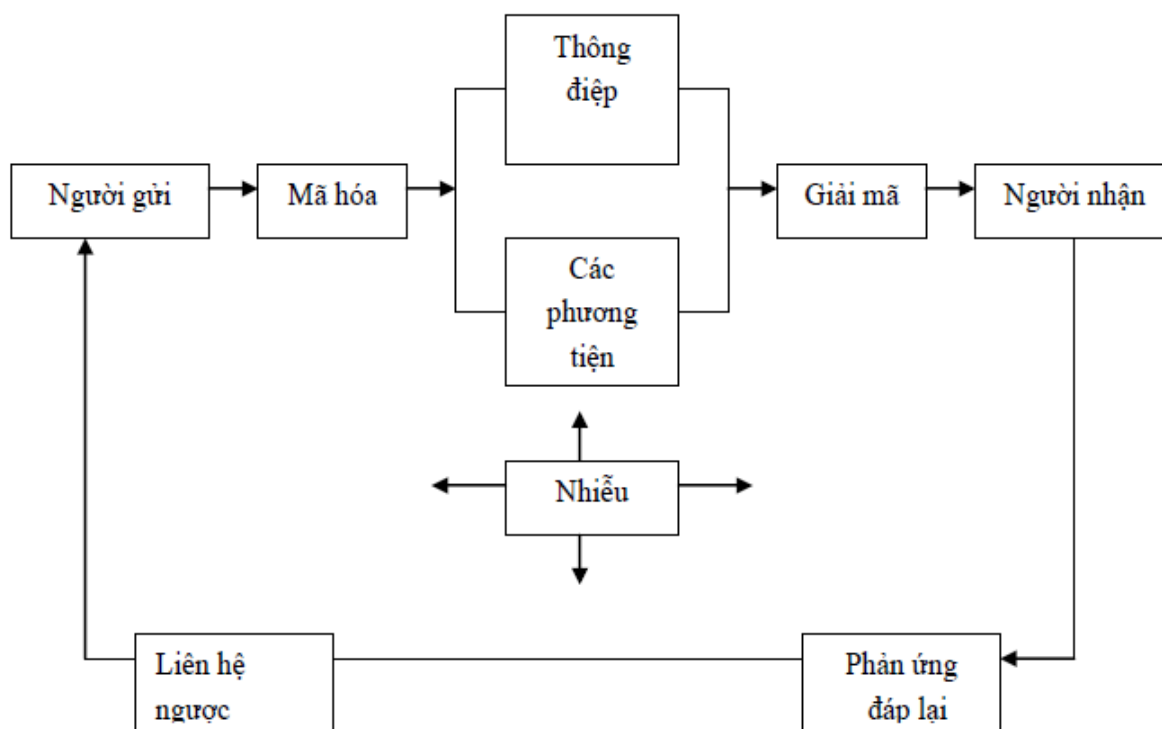 Thông
điệp
Người gửi
Mã hóa
Giải mã
Người nhận
Các
phương
tiện
Nhiễu
Liên hệ
ngược
Phản ứng
đáp lại